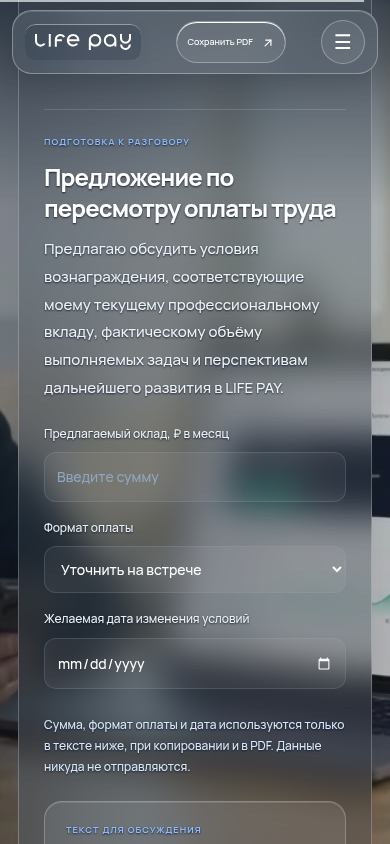 LIFE pay
Сохранить PDF
ПОДГОТОВКА К РАЗГОВОРУ
Предложение по
пересмотру оплаты труда
Предлагаю обсудить условия
вознаграждения, соответствующие
моему текущему профессиональному
вкладу, фактическому объёму
выполняемых задач и перспективам
дальнейшего развития в LIFE PAY.
Предлагаемый оклад, ₽ в месяц
Введите сумму
Формат оплаты
Уточнить на встрече
Желаемая дата изменения условий
mm/dd/yyyy
Сумма, формат оплаты и дата используются только
в тексте ниже, при копировании и в PDF. Данные
никуда не отправляются.
ТЕКСТ ДЛЯ ОБСУЖДЕНИЯ